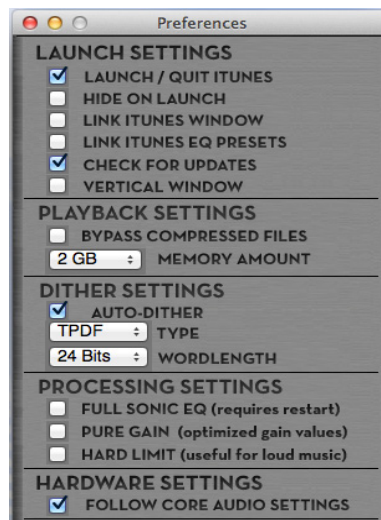 Preferences
LAUNCH SETTINGS
LAUNCH / QUIT ITUNES
HIDE ON LAUNCH
LINK ITUNES WINDOW
LINK ITUNES EQ PRESETS
CHECK FOR UPDATES
VERTICAL WINDOW
PLAYBACK SETTINGS
BYPASS COMPRESSED FILES
2 GB MEMORY AMOUNT
DITHER SETTINGS
AUTO-DITHER
TPDF TYPE
24 Bits WORDLENGTH
PROCESSING SETTINGS
FULL SONIC EQ (requires restart)
PURE GAIN (optimized gain values)
HARD LIMIT (useful for loud music)
HARDWARE SETTINGS
FOLLOW CORE AUDIO SETTINGS